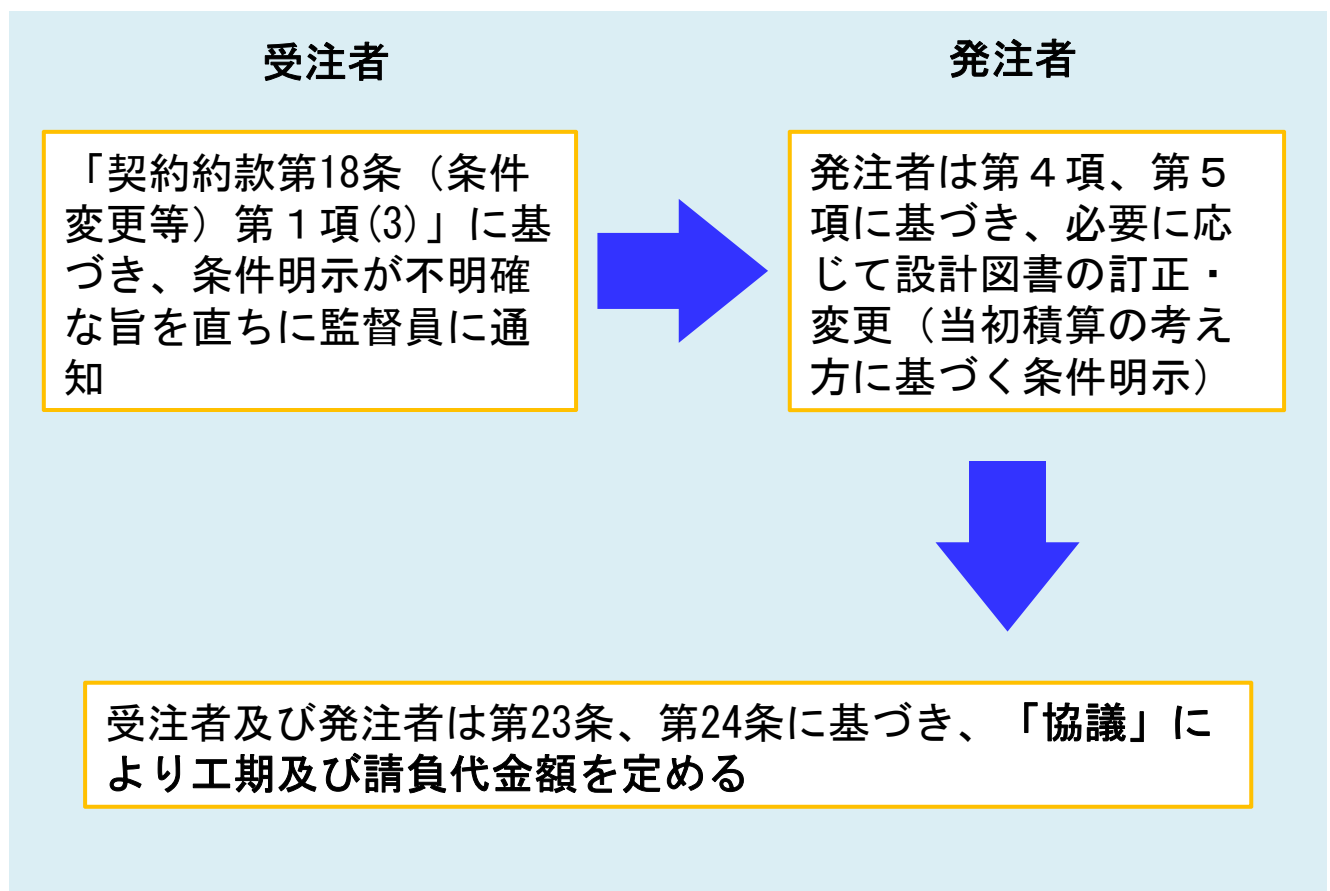 受注者
発注者
「契約約款第18条（条件
変更等）第１項(3)」に基
づき、条件明示が不明確
な旨を直ちに監督員に通
知
発注者は第４項、第５
項に基づき、必要に応
じて設計図書の訂正・
変更（当初積算の考え
方に基づく条件明示）
受注者及び発注者は第23条、第24条に基づき、「協議」に
より工期及び請負代金額を定める